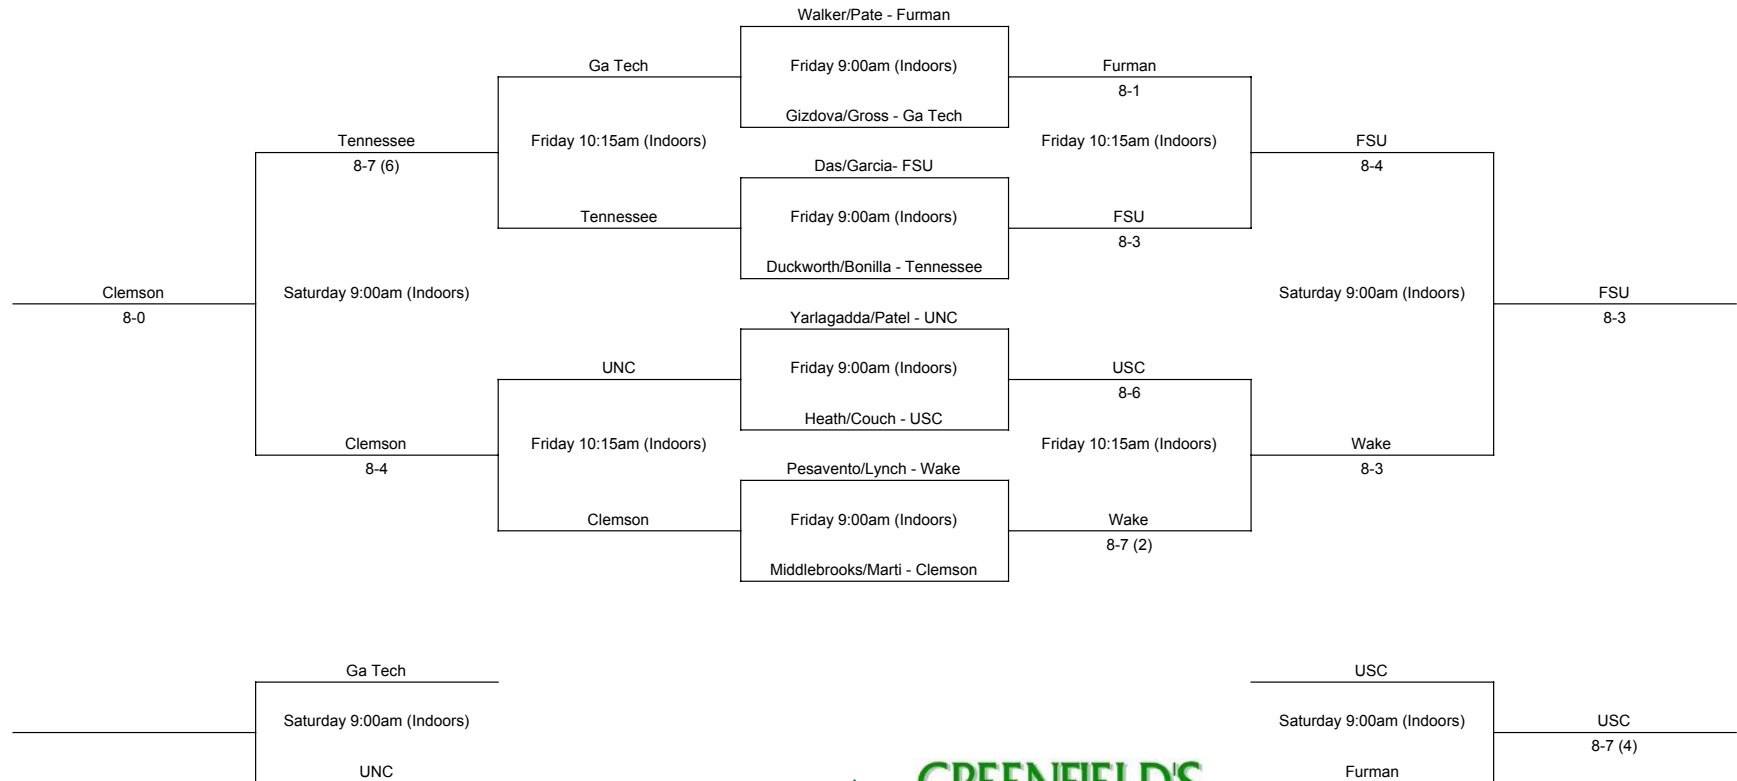 Walker/Pate - Furman
Ga Tech
Friday 9:00am (Indoors)
Furman
8-1
Gizdova/Gross - Ga Tech
Tennessee
8-7 (6)
Friday 10:15am (Indoors)
Friday 10:15am (Indoors)
FSU
8-4
Das/Garcia- FSU
Tennessee
Friday 9:00am (Indoors)
FSU
8-3
Duckworth/Bonilla - Tennessee
Clemson
8-0
Saturday 9:00am (Indoors)
Saturday 9:00am (Indoors)
FSU
8-3
Yarlagadda/Patel - UNC
UNC
Friday 9:00am (Indoors)
USC
8-6
Heath/Couch - USC
Clemson
8-4
Friday 10:15am (Indoors)
Friday 10:15am (Indoors)
Wake
8-3
Pesavento/Lynch - Wake
Clemson
Friday 9:00am (Indoors)
Wake
8-7 (2)
Middlebrooks/Marti - Clemson
Ga Tech
USC
Saturday 9:00am (Indoors)
Saturday 9:00am (Indoors)
USC
8-7 (4)
UNC
Furman
GREENFIELD'S